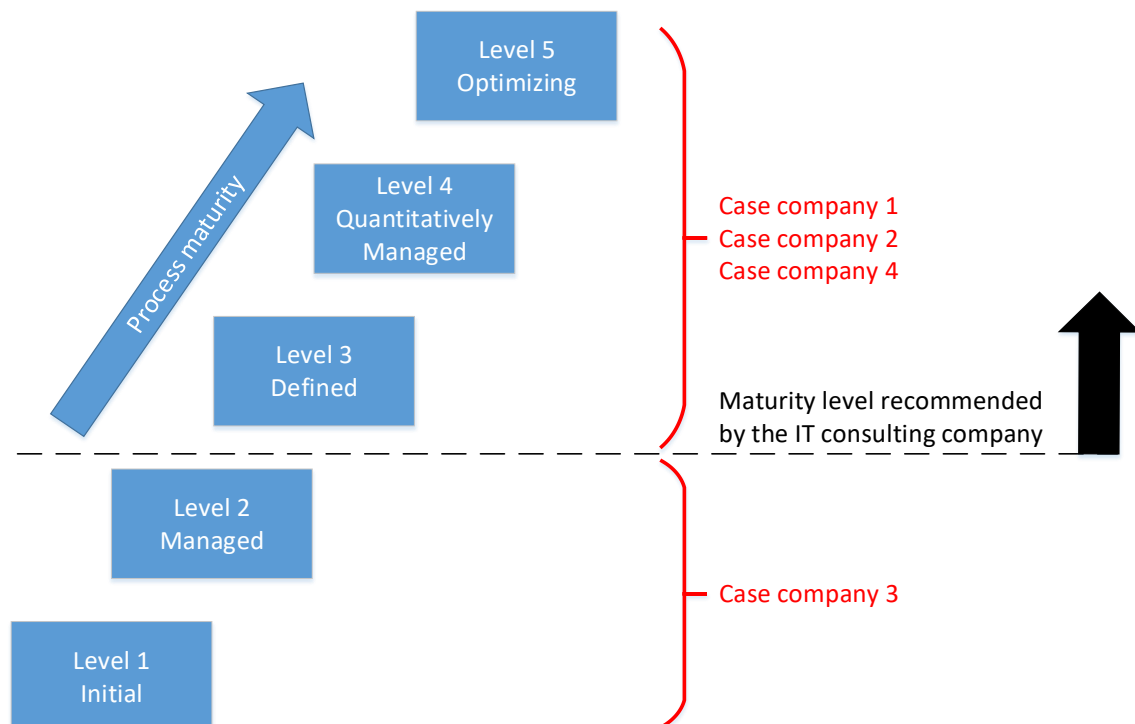 Level 5
Optimizing
Process maturity
Level 4
Quantitatively
Managed
Case company 1
Case company 2
Case company 4
Level 3
Defined
Maturity level recommended
by the IT consulting company
Level 2
Managed
Case company 3
Level 1
Initial